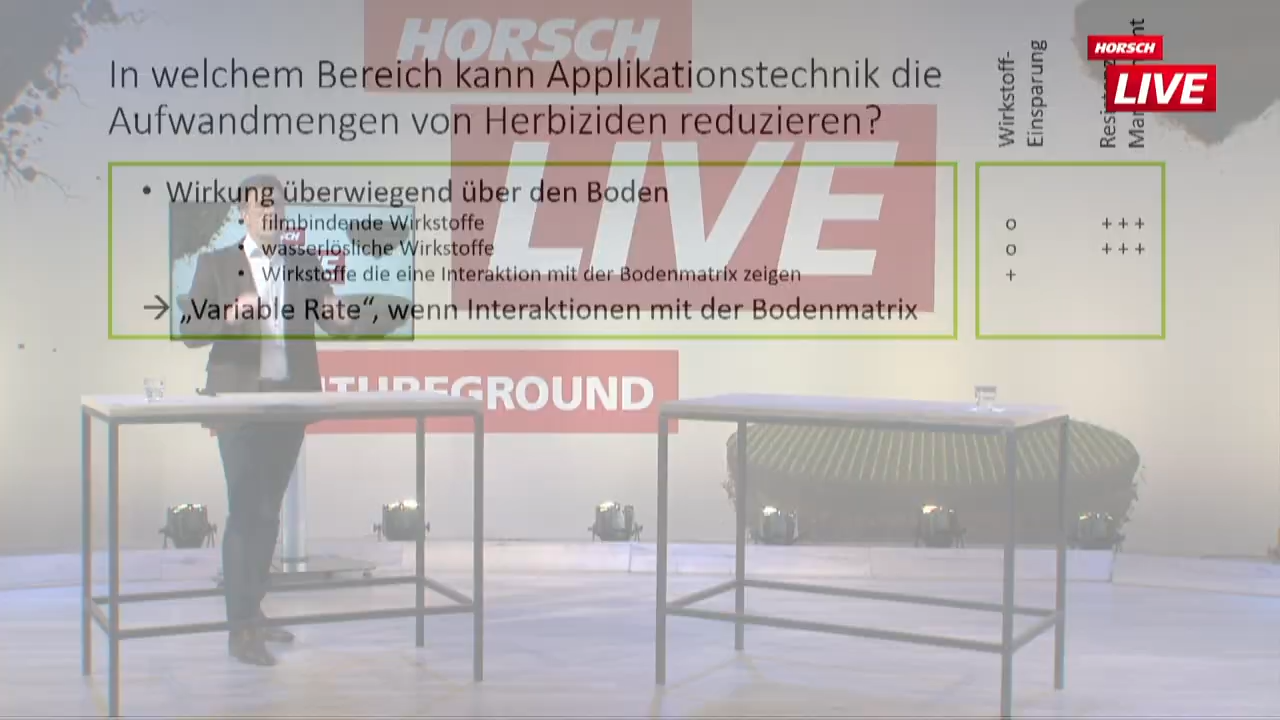 HORSCH
HORSCH
LIVE
In welchem Bereich kann Applikationstechnik die
Aufwandmengen von Herbiziden reduzieren?
Wirkstoff-
Einsparung
LIVE
• Wirkung überwiegend über den Boden
• filmbindende Wirkstoffe o + + +
• wasserlösliche Wirkstoffe o + + +
• Wirkstoffe die eine Interaktion mit der Bodenmatrix zeigen +
→ „Variable Rate“, wenn Interaktionen mit der Bodenmatrix